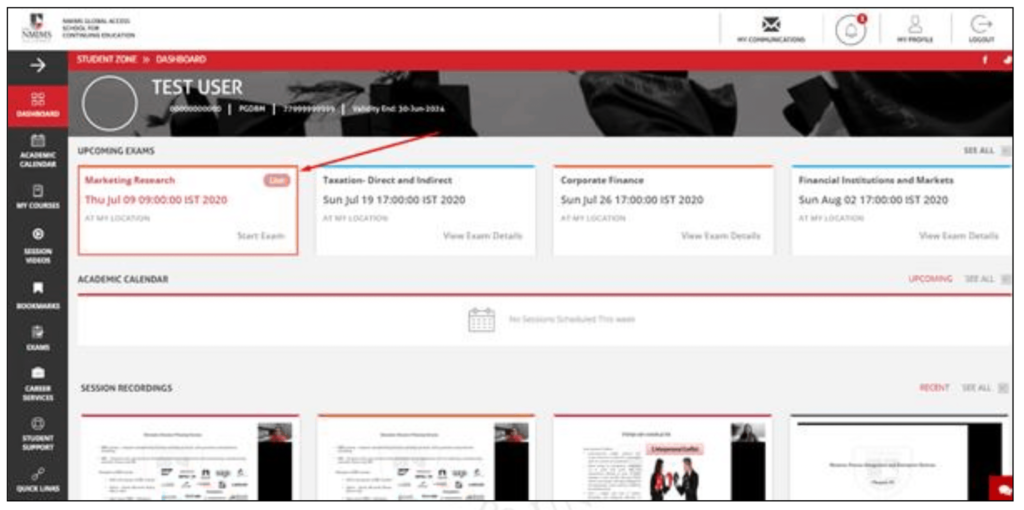 NMIMS
NMIMS GLOBAL ACCESS
SCHOOL FOR
CONTINUING EDUCATION
MY COMMUNICATIONS
MY PROFILE
LOGOUT
STUDENT ZONE » DASHBOARD
TEST USER
00000000000 | PGDBM | Validity End: 30-Jun-2024
DASHBOARD
ACADEMIC
CALENDAR
MY COURSES
SESSION
VIDEOS
BOOKMARKS
EXAMS
CAREER
SERVICES
STUDENT
SUPPORT
QUICK LINKS
UPCOMING EXAMS
SEE ALL
Marketing Research
Live
Thu Jul 09 09:00:00 IST 2020
AT MY LOCATION
Start Exam
Taxation- Direct and Indirect
Sun Jul 19 17:00:00 IST 2020
AT MY LOCATION
View Exam Details
Corporate Finance
Sun Jul 26 17:00:00 IST 2020
AT MY LOCATION
View Exam Details
Financial Institutions and Markets
Sun Aug 02 17:00:00 IST 2020
AT MY LOCATION
View Exam Details
ACADEMIC CALENDAR
UPCOMING SEE ALL
No Sessions Scheduled This week
SESSION RECORDINGS
RECENT SEE ALL